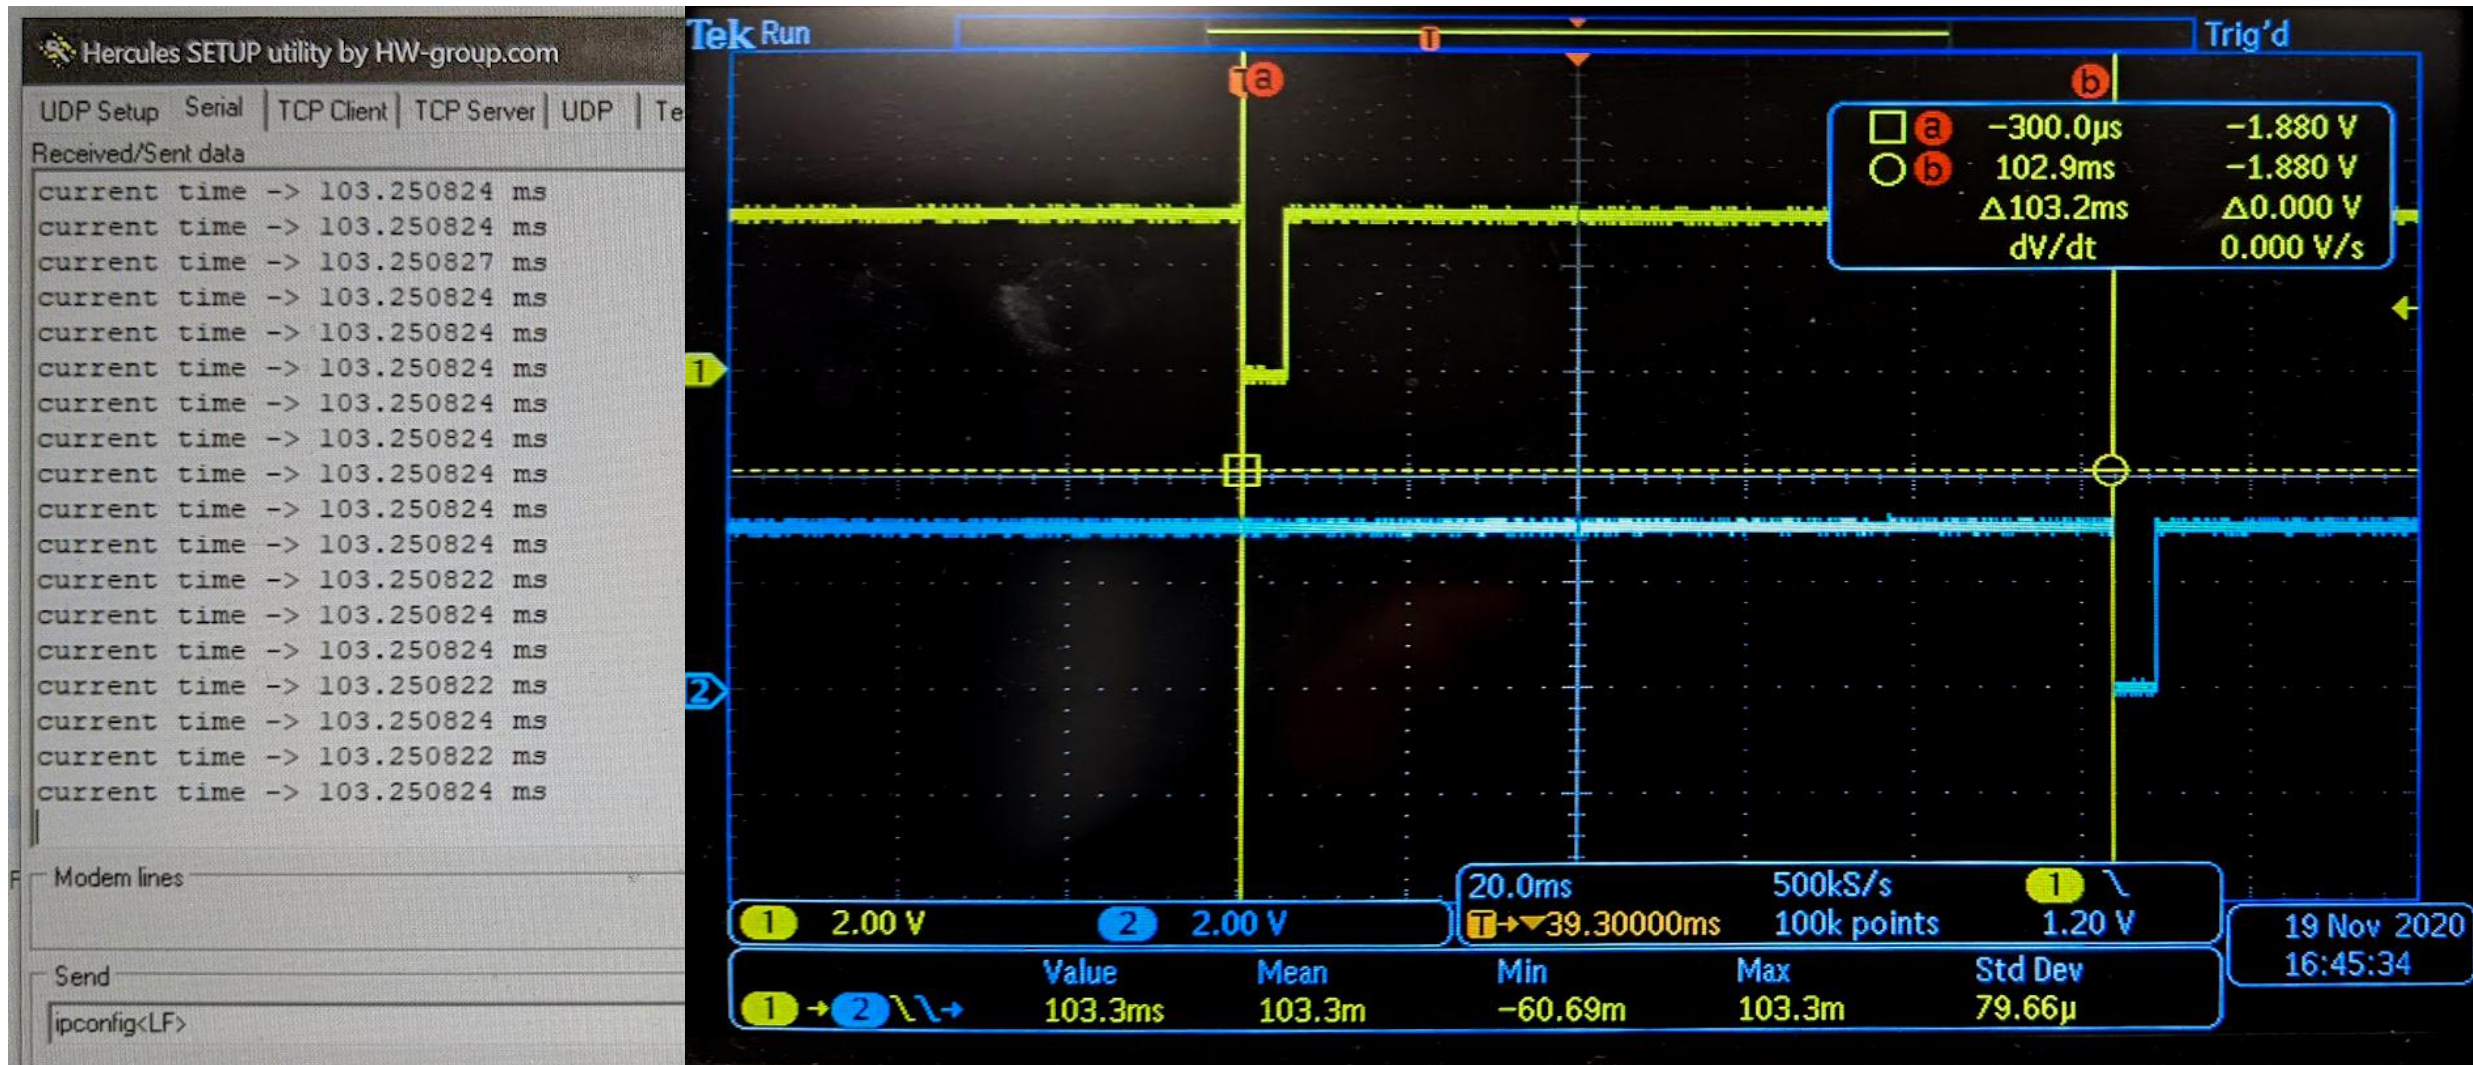 Hercules SETUP utility by HW-group.com
UDP Setup Serial TCP Client TCP Server UDP Te
Received/Sent data
current time -> 103.250824 ms
current time -> 103.250824 ms
current time -> 103.250827 ms
current time -> 103.250824 ms
current time -> 103.250824 ms
current time -> 103.250824 ms
current time -> 103.250824 ms
current time -> 103.250824 ms
current time -> 103.250824 ms
current time -> 103.250824 ms
current time -> 103.250824 ms
current time -> 103.250822 ms
current time -> 103.250824 ms
current time -> 103.250824 ms
current time -> 103.250822 ms
current time -> 103.250824 ms
current time -> 103.250822 ms
current time -> 103.250824 ms
Modem lines
Send
ipconfig<LF>
Tek Run
T
Trig'd
T a
b
a -300.0µs -1.880 V
b 102.9ms -1.880 V
Δ103.2ms Δ0.000 V
dV/dt 0.000 V/s
1
2
1 2.00 V 2 2.00 V
20.0ms 500kS/s 1
T→▼39.30000ms 100k points 1.20 V
19 Nov 2020
16:45:34
Value Mean Min Max Std Dev
1→2 103.3ms 103.3m -60.69m 103.3m 79.66µ